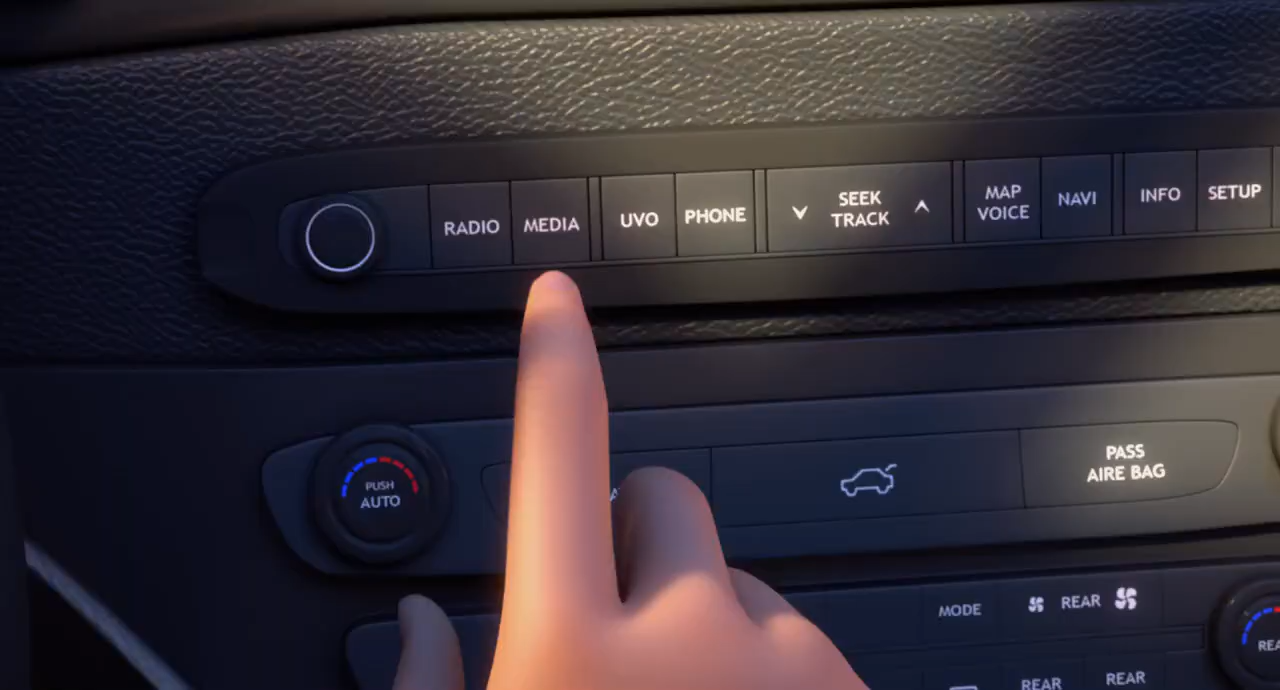 RADIO
MEDIA
UVO
PHONE
SEEK
TRACK
MAP
VOICE
NAVI
INFO
SETUP
PUSH
AUTO
PASS
AIRE BAG
MODE
REAR
REAR
REAR